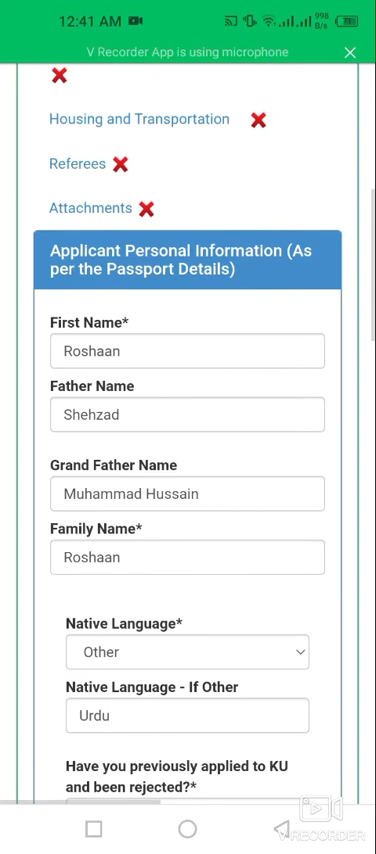 12:41 AM
998
B/s
V Recorder App is using microphone
Housing and Transportation
Referees
Attachments
Applicant Personal Information (As
per the Passport Details)
First Name*
Roshaan
Father Name
Shehzad
Grand Father Name
Muhammad Hussain
Family Name*
Roshaan
Native Language*
Other
Native Language - If Other
Urdu
Have you previously applied to KU
and been rejected?*
V RECORDER